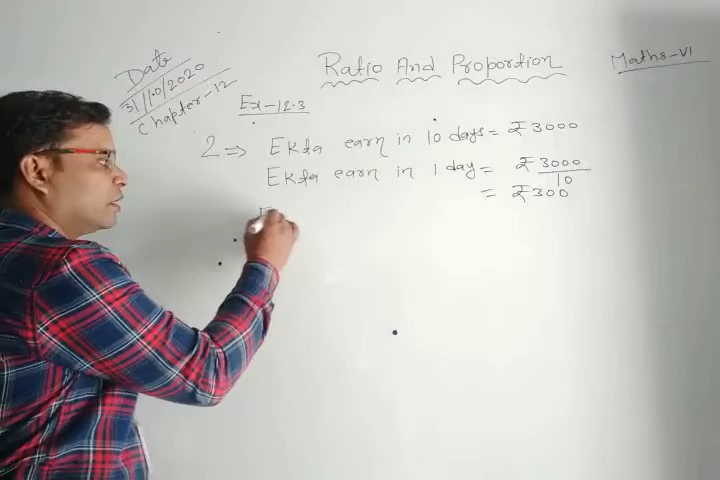 Date
31/10/2020
Chapter-12
Ratio And Proportion
Maths-VI
Ex-12.3
2 ⇒ Ekta earn in 10 days = ₹3000
Ekta earn in 1 day = ₹3000/10
= ₹300
E